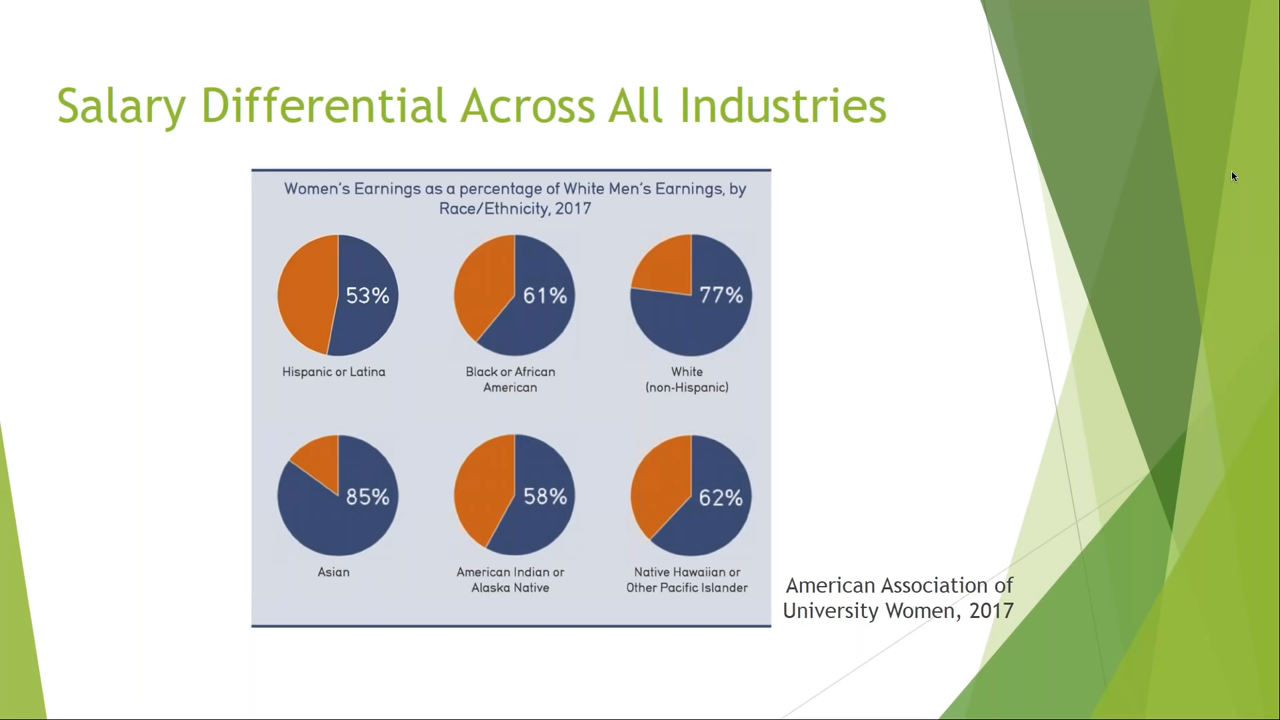 Salary Differential Across All Industries
Women's Earnings as a percentage of White Men's Earnings, by
Race/Ethnicity, 2017
53%
61%
77%
Hispanic or Latina
Black or African
American
White
(non-Hispanic)
85%
58%
62%
Asian
American Indian or
Alaska Native
Native Hawaiian or
Other Pacific Islander
American Association of
University Women, 2017